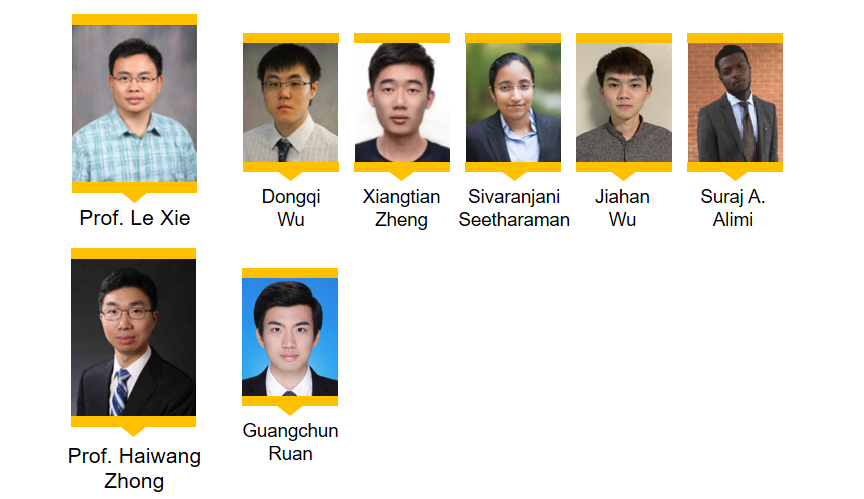 Prof. Le Xie
Dongqi
Wu
Xiangtian
Zheng
Sivaranjani
Seetharaman
Jiahan
Wu
Suraj A.
Alimi
Prof. Haiwang
Zhong
Guangchun
Ruan